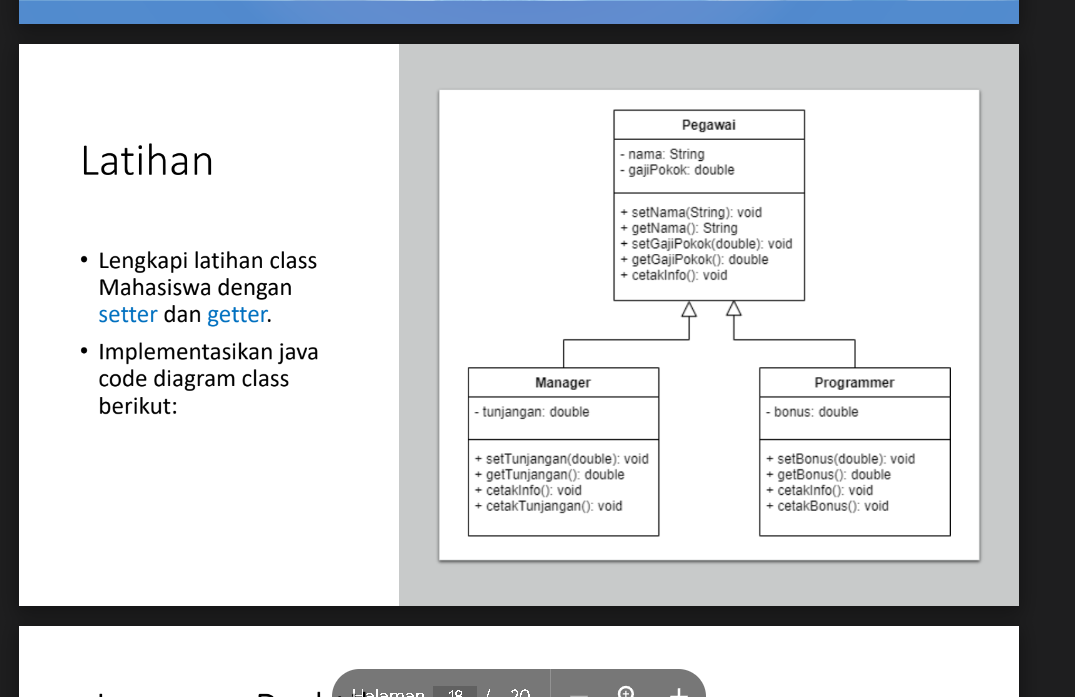 Latihan
• Lengkapi latihan class
Mahasiswa dengan
setter dan getter.
• Implementasikan java
code diagram class
berikut:
Pegawai
- nama: String
- gajiPokok: double
+ setNama(String): void
+ getNama(): String
+ setGajiPokok(double): void
+ getGajiPokok(): double
+ cetakInfo(): void
Manager
- tunjangan: double
+ setTunjangan(double): void
+ getTunjangan(): double
+ cetakInfo(): void
+ cetakTunjangan(): void
Programmer
- bonus: double
+ setBonus(double): void
+ getBonus(): double
+ cetakInfo(): void
+ cetakBonus(): void
Halaman 18 / 20